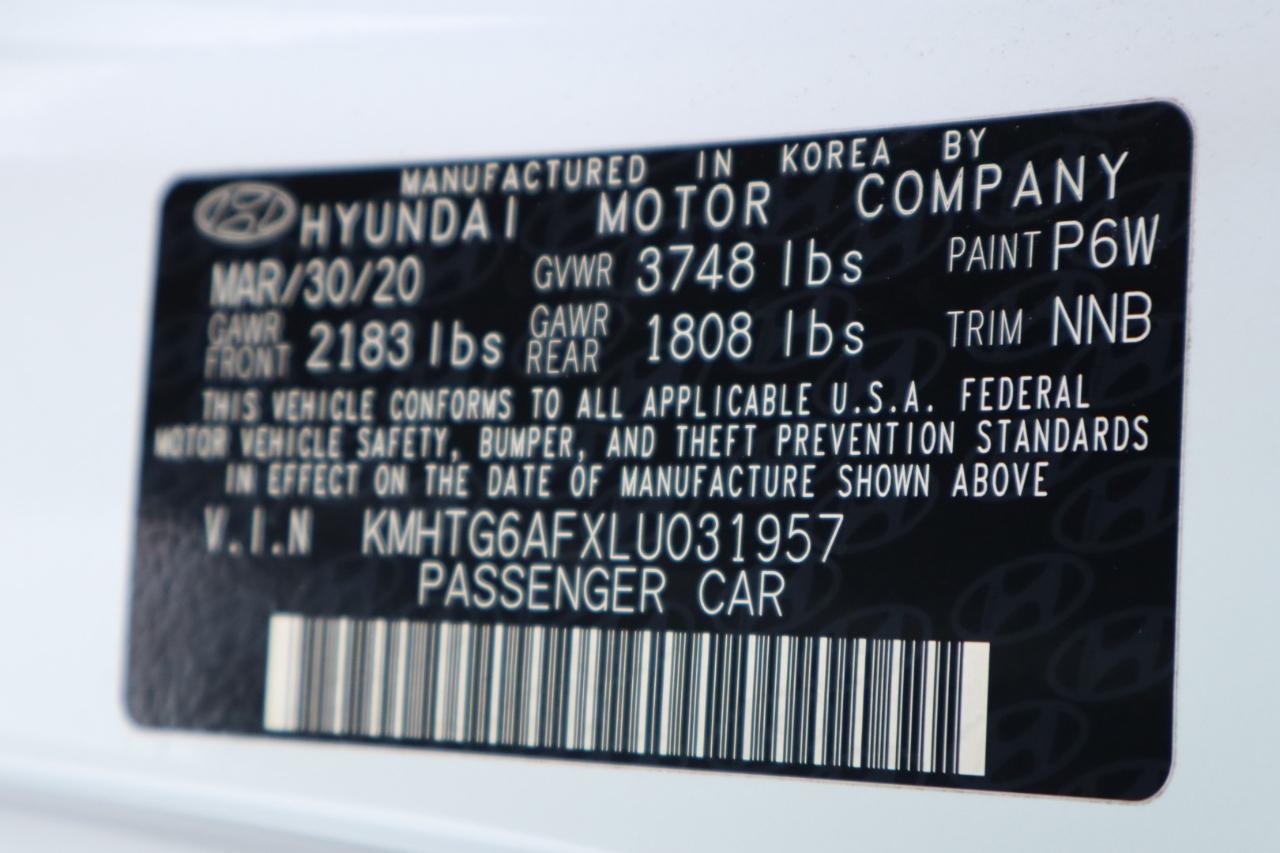 MANUFACTURED IN KOREA BY
HYUNDAI MOTOR COMPANY
MAR/30/20 GVWR 3748 lbs PAINT P6W
GAWR FRONT 2183 lbs GAWR REAR 1808 lbs TRIM NNB
THIS VEHICLE CONFORMS TO ALL APPLICABLE U.S.A. FEDERAL
MOTOR VEHICLE SAFETY, BUMPER, AND THEFT PREVENTION STANDARDS
IN EFFECT ON THE DATE OF MANUFACTURE SHOWN ABOVE
V.I.N KMHTG6AFXLU031957
PASSENGER CAR